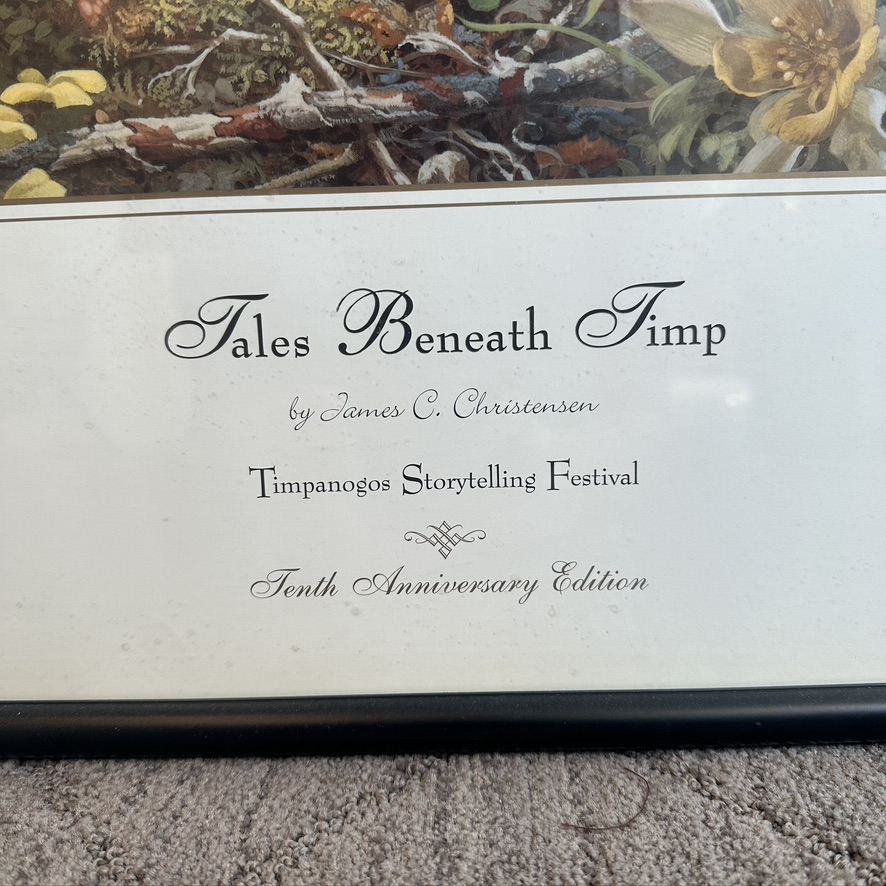 Tales Beneath Timp
by James C. Christensen
Timpanogos Storytelling Festival
Tenth Anniversary Edition